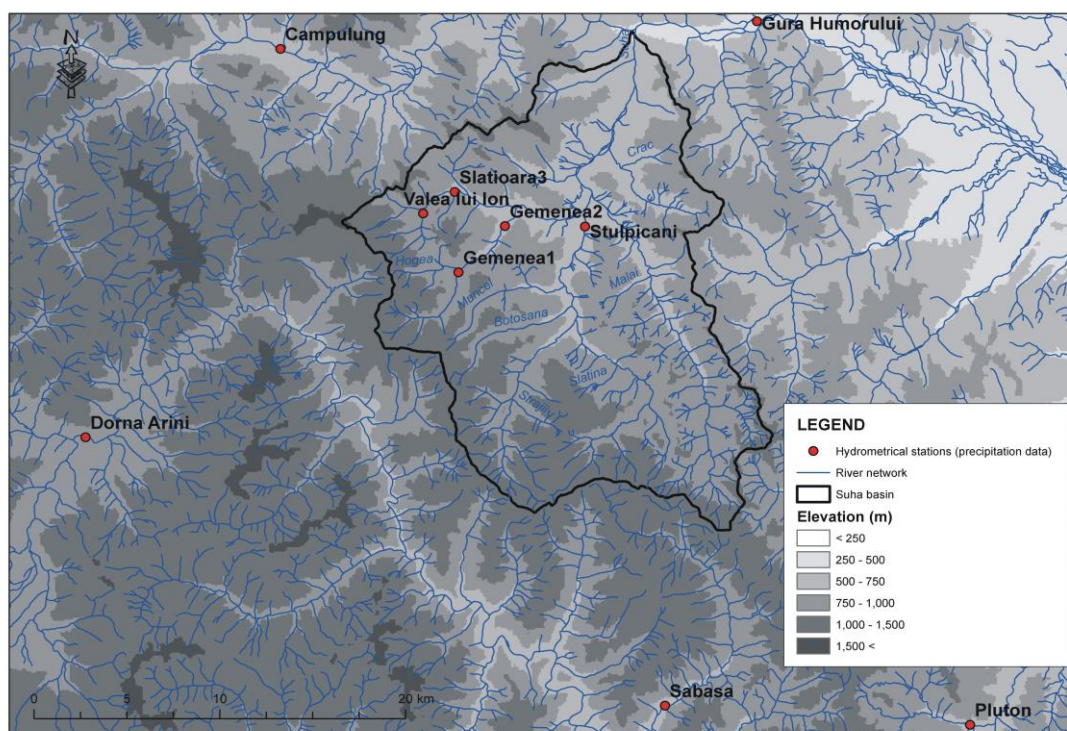 N
Campulung
Gura Humorului
Crac
Slatioara3
Valea lui Ion
Gemenea2
Stulpicani
Hogea
Gemenea1
Muncel
Malai
Botosana
Slatina
Dorna Arini
LEGEND
Hydrometrical stations (precipitation data)
River network
Suha basin
Elevation (m)
< 250
250 - 500
500 - 750
750 - 1,000
1,000 - 1,500
1,500 <
0
5
10
20 km
Sabasa
Pluton